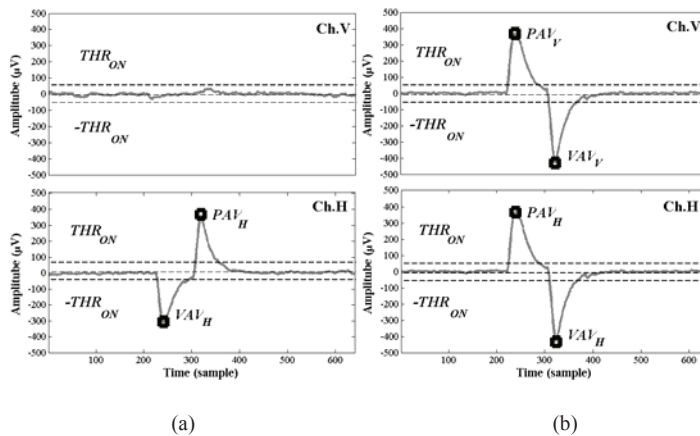 500
400
300
200
100
0
-100
-200
-300
-400
-500
Amplitube (µV)
Ch.V
THR ON
-THR ON
500
400
300
200
100
0
-100
-200
-300
-400
-500
Amplitube (µV)
Ch.H
THR ON
-THR ON
PAV H
VAV H
100 200 300 400 500 600
Time (sample)
(a)
500
400
300
200
100
0
-100
-200
-300
-400
-500
Amplitube (µV)
Ch.V
THR ON
-THR ON
PAV V
VAV V
500
400
300
200
100
0
-100
-200
-300
-400
-500
Amplitube (µV)
Ch.H
THR ON
-THR ON
PAV H
VAV H
100 200 300 400 500 600
Time (sample)
(b)